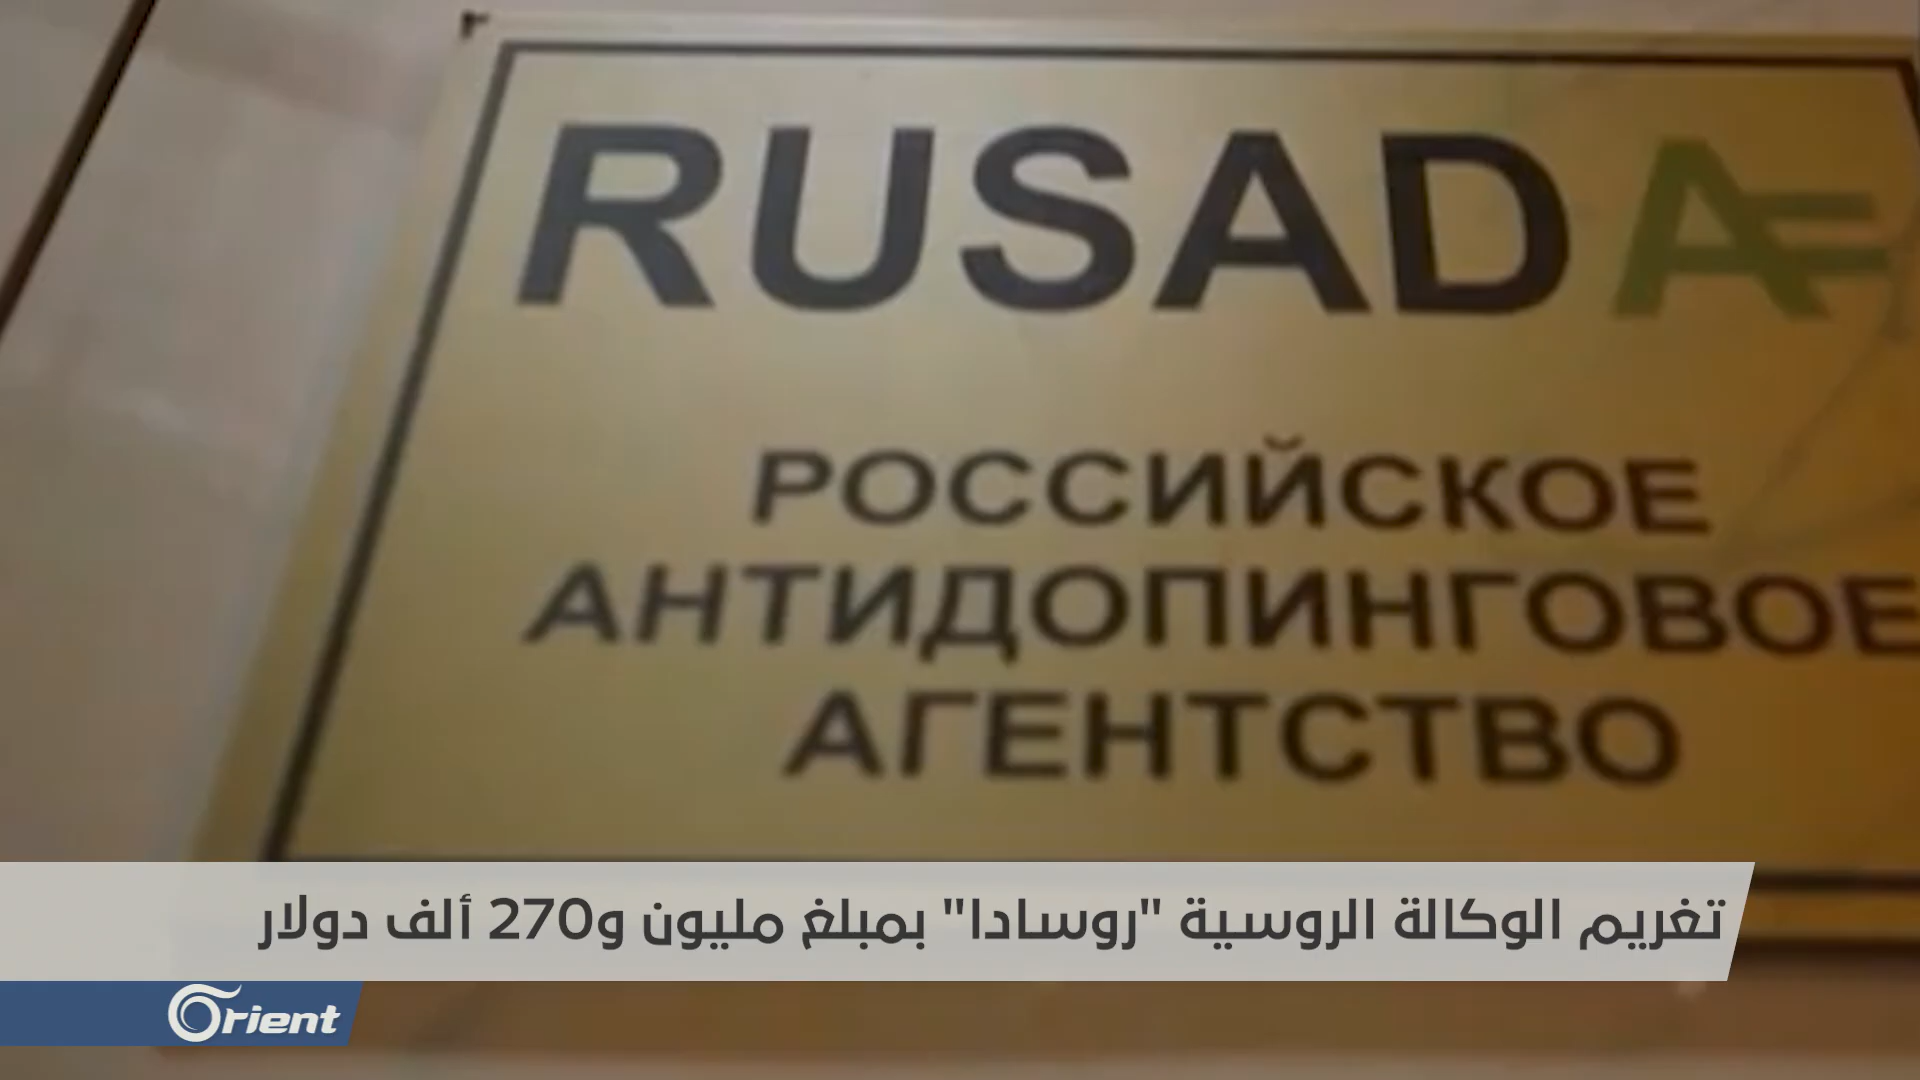 RUSADA
РОССИЙСКОЕ
АНТИДОПИНГОВОЕ
АГЕНТСТВО
تغريم الوكالة الروسية "روسادا" بمبلغ مليون و270 ألف دولار
Orient